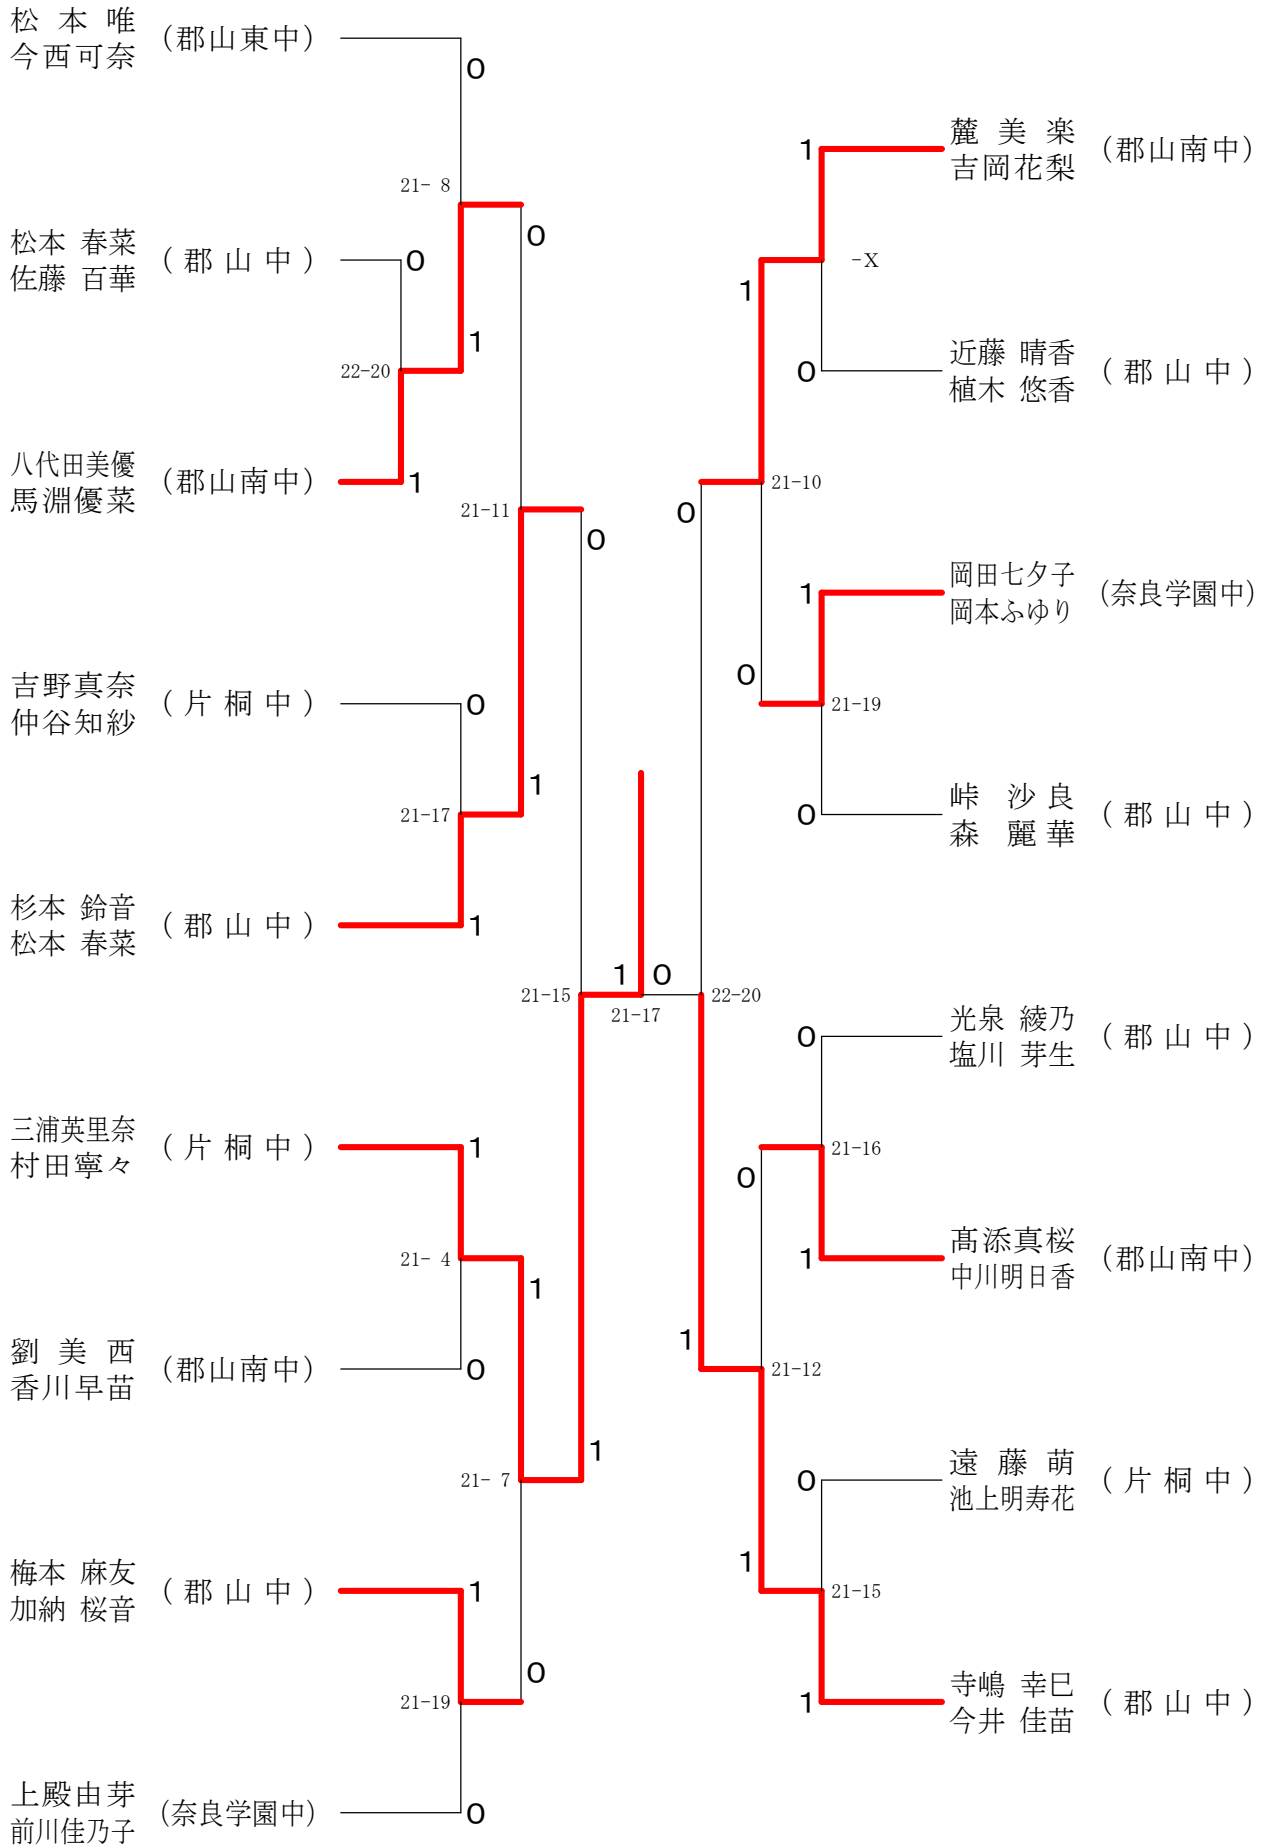 松 本 唯
今西可奈
(郡山東中)
0
21- 8
松本 春菜
佐藤 百華
( 郡 山 中 )
0
0
1
22-20
八代田美優
馬淵優菜
(郡山南中)
1
21-11
0
吉野真奈
仲谷知紗
( 片 桐 中 )
0
1
21-17
杉本 鈴音
松本 春菜
( 郡 山 中 )
1
21-15
1
0
21-17
22-20
三浦英里奈
村田寧々
( 片 桐 中 )
1
21- 4
1
劉 美 西
香川早苗
(郡山南中)
0
1
21- 7
梅本 麻友
加納 桜音
( 郡 山 中 )
1
0
21-19
上殿由芽
前川佳乃子
(奈良学園中)
0
1
麓 美 楽
吉岡花梨
(郡山南中)
-X
1
0
近藤 晴香
植木 悠香
( 郡 山 中 )
21-10
0
1
岡田七夕子
岡本ふゆり
(奈良学園中)
0
21-19
0
峠 沙良
森 麗華
( 郡 山 中 )
0
光泉 綾乃
塩川 芽生
( 郡 山 中 )
21-16
0
1
髙添真桜
中川明日香
(郡山南中)
1
21-12
0
遠 藤 萌
池上明寿花
( 片 桐 中 )
1
21-15
1
寺嶋 幸巳
今井 佳苗
( 郡 山 中 )